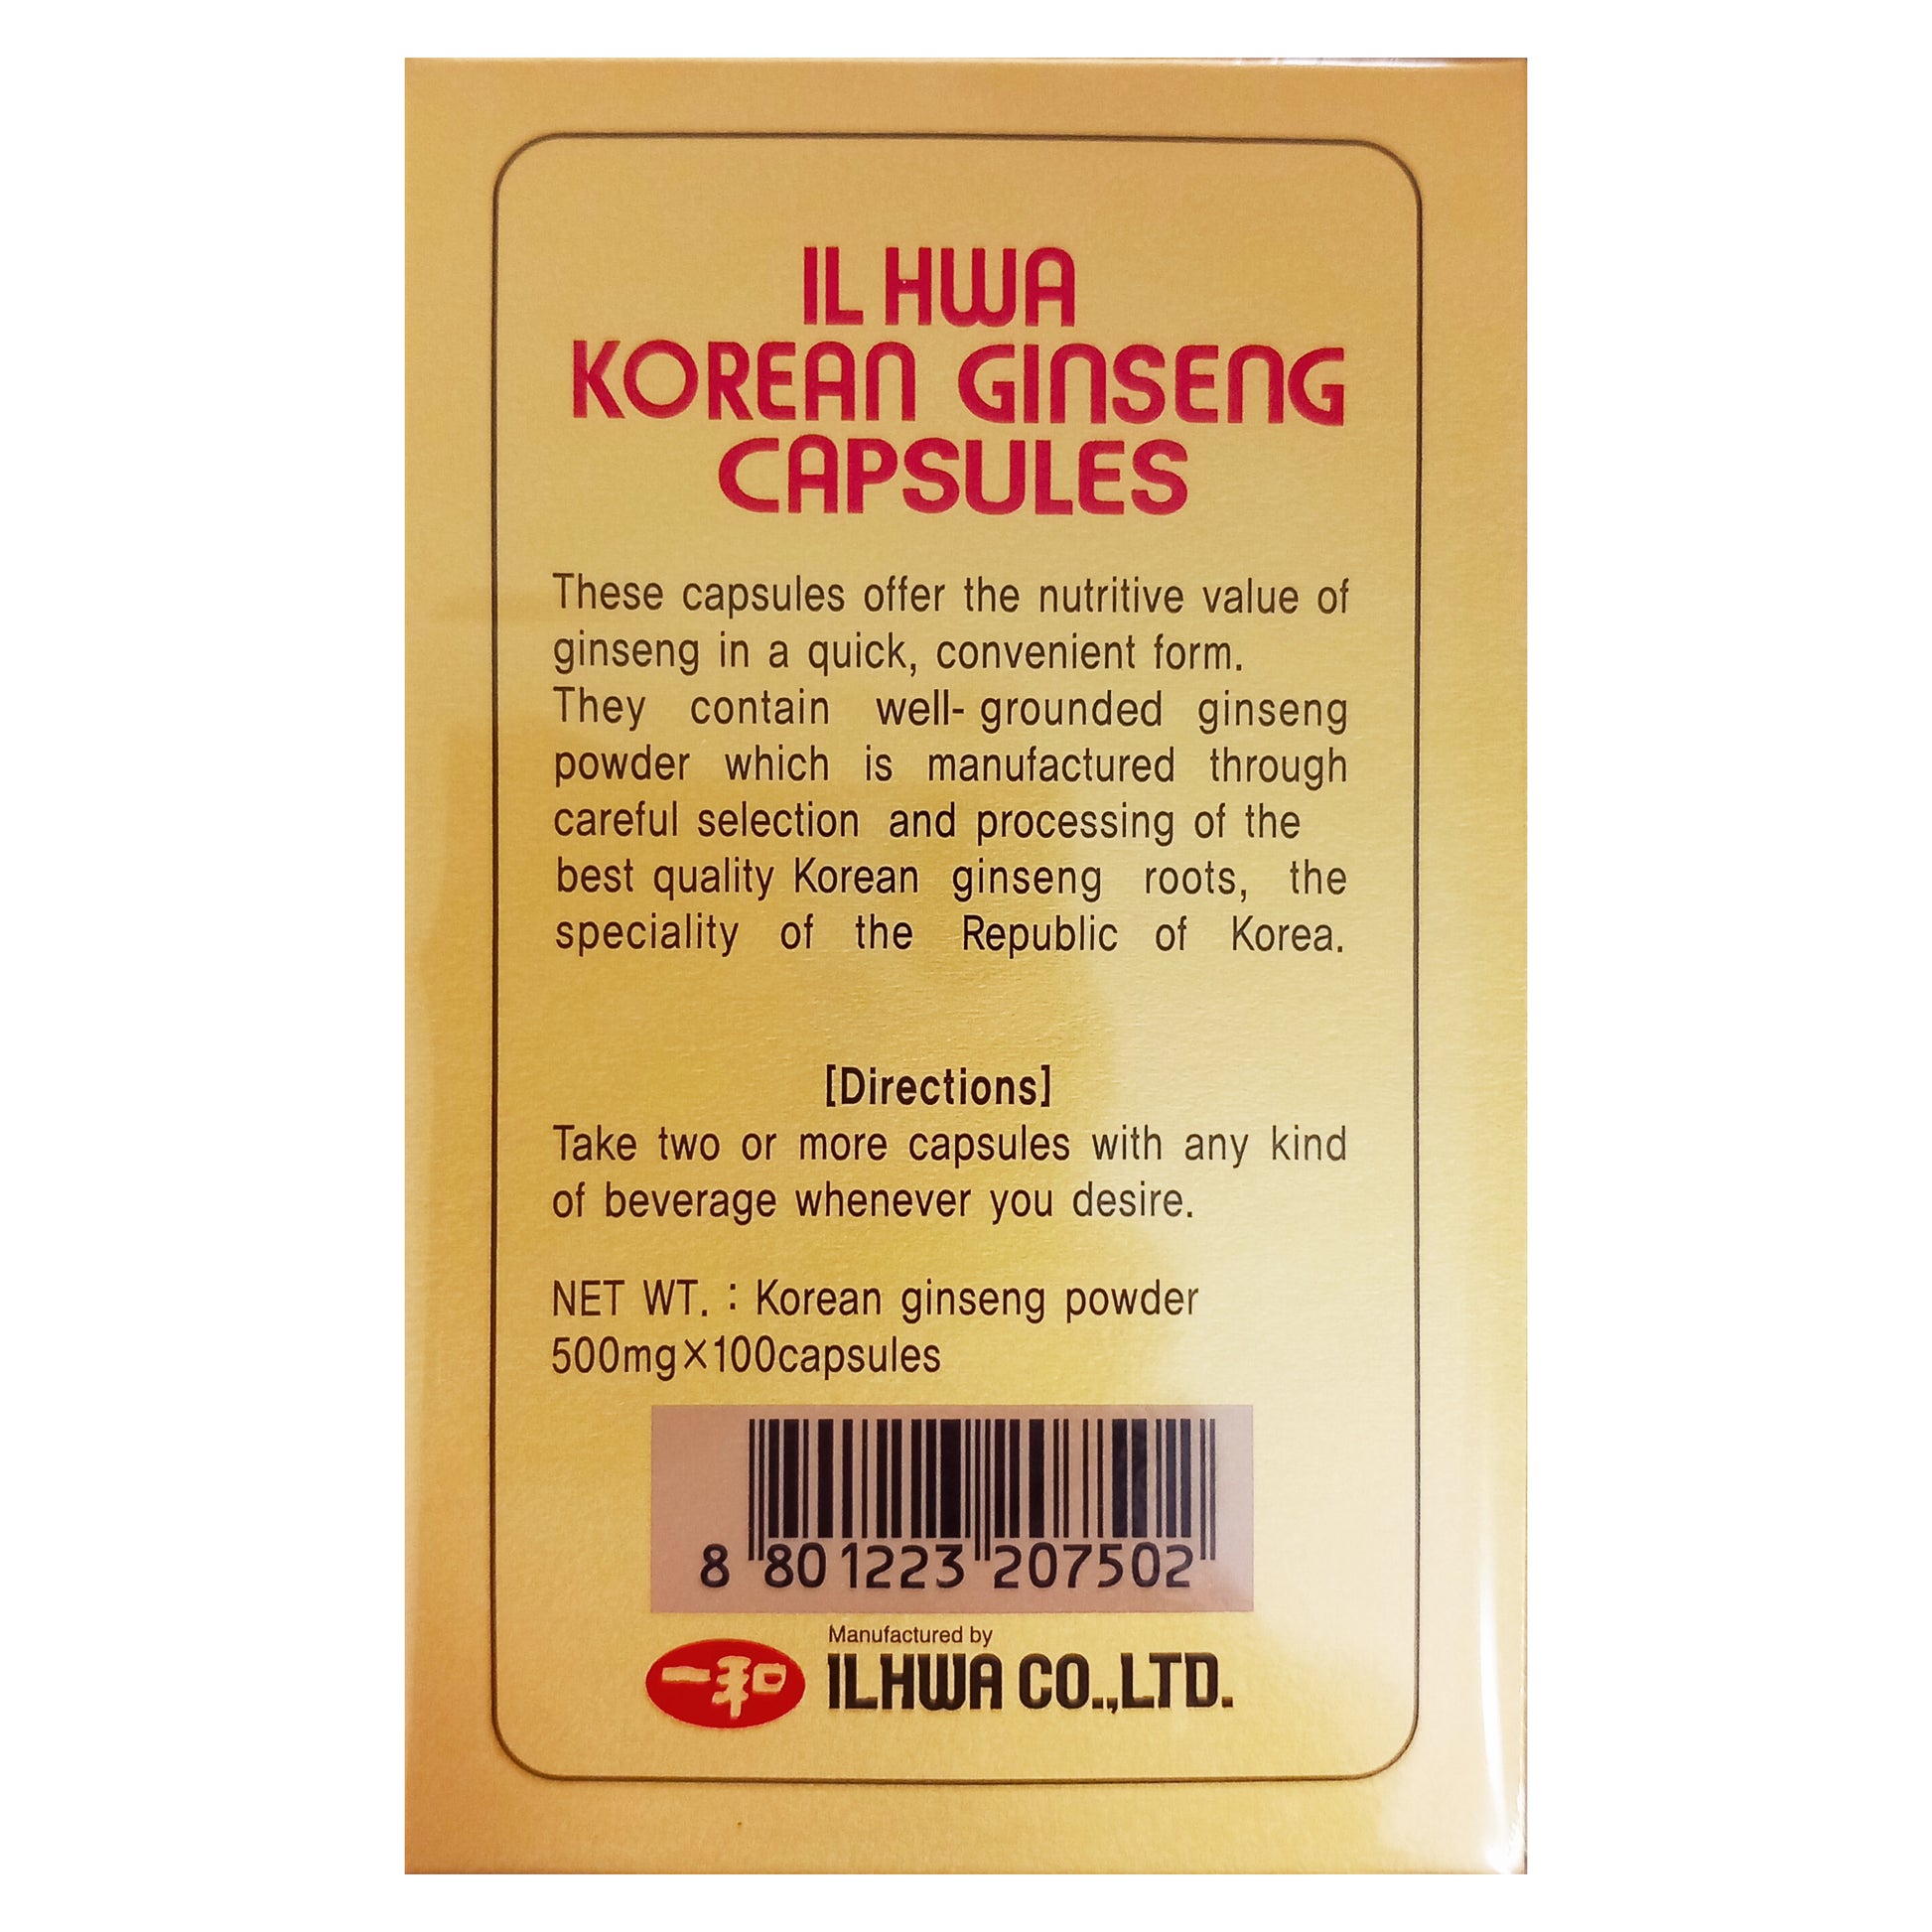 IL HWA
KOREAN GINSENG
CAPSULES
These capsules offer the nutritive value of
ginseng in a quick, convenient form.
They contain well- grounded ginseng
powder which is manufactured through
careful selection and processing of the
best quality Korean ginseng roots, the
speciality of the Republic of Korea.
[Directions]
Take two or more capsules with any kind
of beverage whenever you desire.
NET WT. : Korean ginseng powder
500mg×100capsules
8 801223 207502
Manufactured by
一和 ILHWA CO.,LTD.